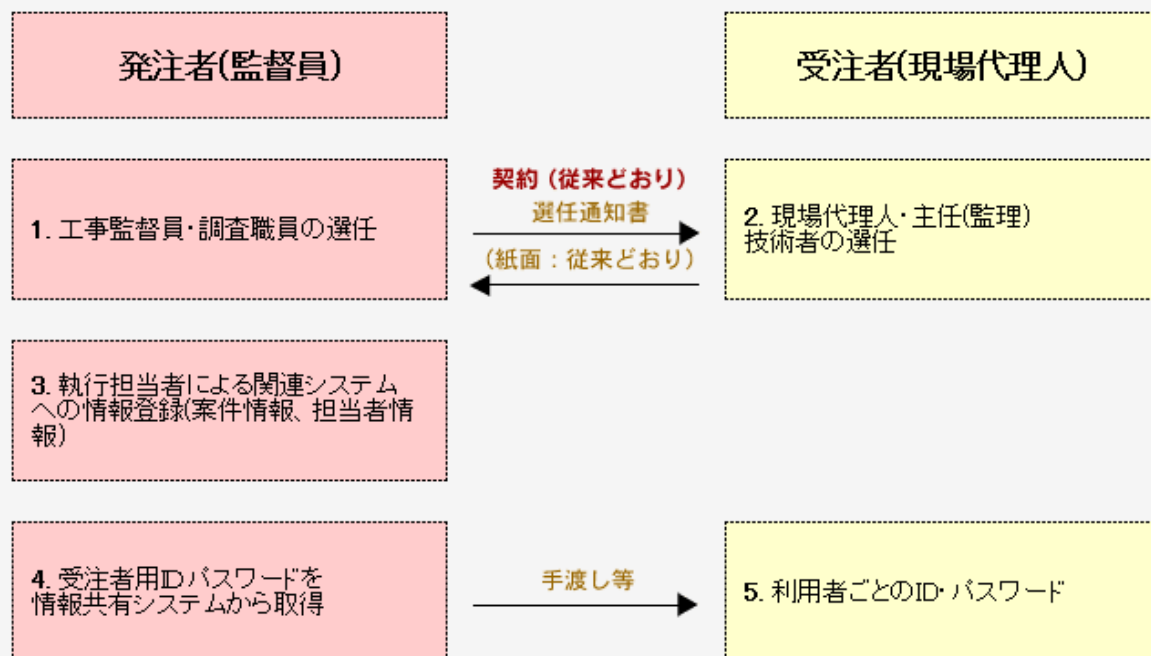 発注者(監督員)
受注者(現場代理人)
1. 工事監督員・調査職員の選任
契約（従来どおり）
選任通知書
（紙面：従来どおり）
2. 現場代理人・主任(監理)
技術者の選任
3. 執行担当者による関連システム
への情報登録(案件情報、担当者情
報)
4. 受注者用IDパスワードを
情報共有システムから取得
手渡し等
5. 利用者ごとのID・パスワード